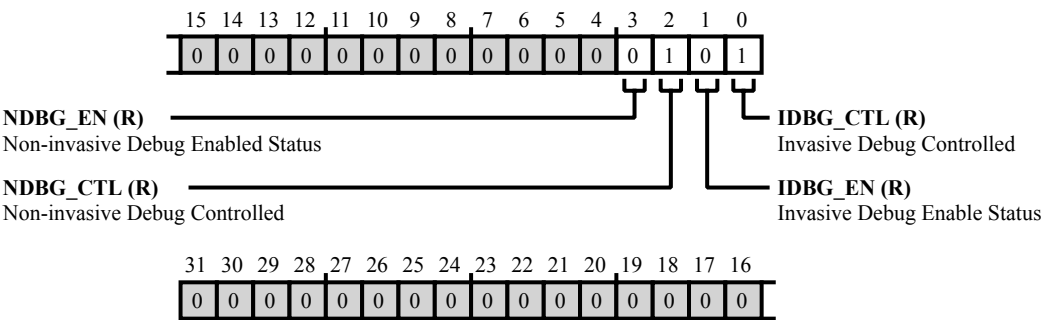 15 14 13 12 11 10 9 8 7 6 5 4 3 2 1 0
0 0 0 0 0 0 0 0 0 0 0 0 0 1 0 1
NDBG_EN (R)
Non-invasive Debug Enabled Status
IDBG_CTL (R)
Invasive Debug Controlled
NDBG_CTL (R)
Non-invasive Debug Controlled
IDBG_EN (R)
Invasive Debug Enable Status
31 30 29 28 27 26 25 24 23 22 21 20 19 18 17 16
0 0 0 0 0 0 0 0 0 0 0 0 0 0 0 0